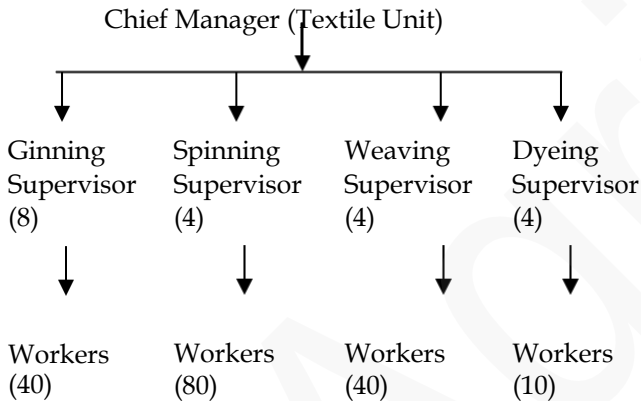 Chief Manager (Textile Unit)
Ginning Supervisor (8)
Spinning Supervisor (4)
Weaving Supervisor (4)
Dyeing Supervisor (4)
Workers (40)
Workers (80)
Workers (40)
Workers (10)